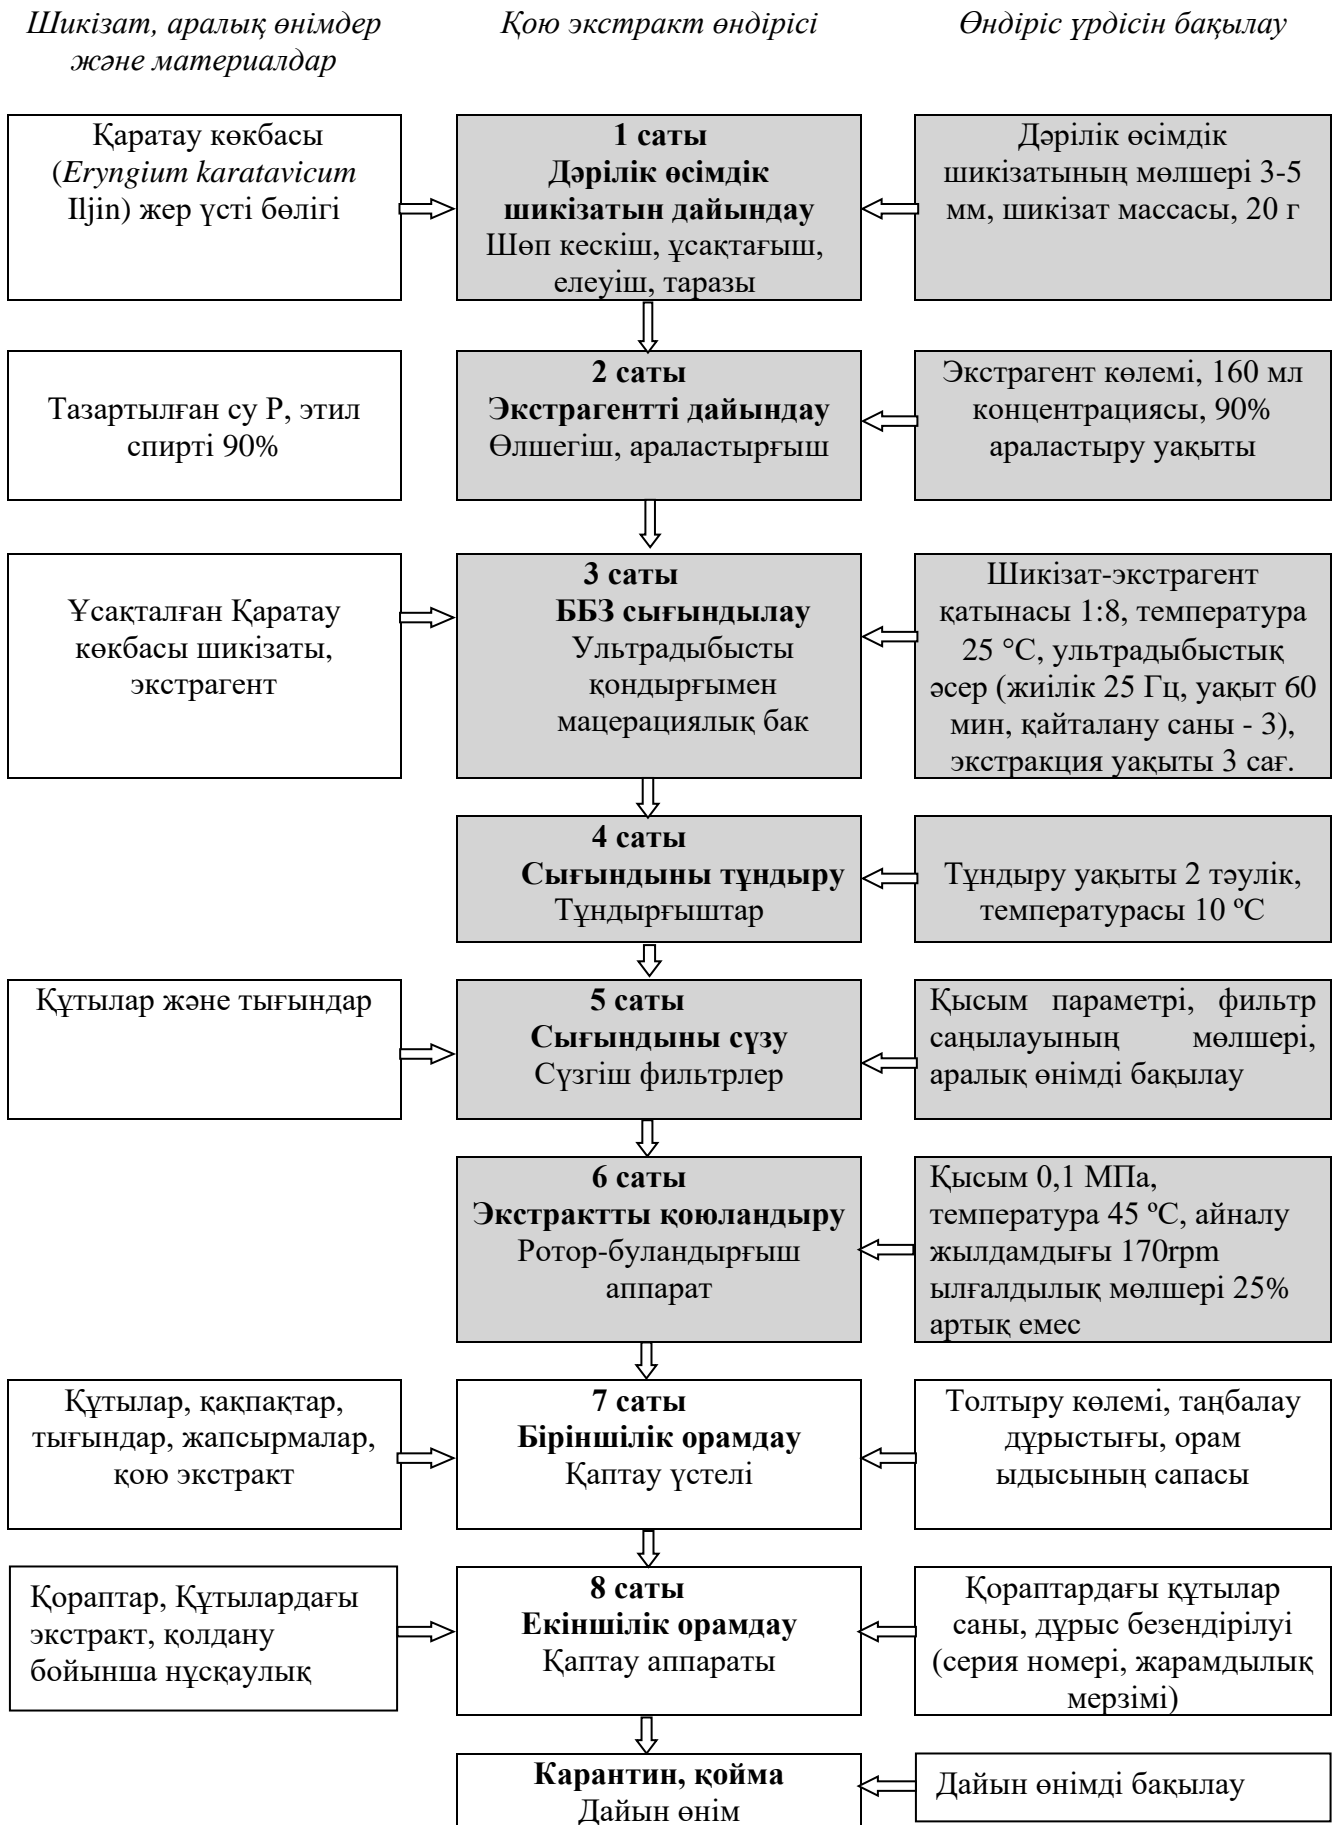 Шикізат, аралық өнімдер
және материалдар
Қою экстракт өндірісі
Өндіріс үрдісін бақылау
Қаратау көкбасы
(Eryngium karatavicum
Iljin) жер үсті бөлігі
1 саты
Дәрілік өсімдік
шикізатын дайындау
Шөп кескіш, ұсақтағыш,
елеуіш, таразы
Дәрілік өсімдік
шикізатының мөлшері 3-5
мм, шикізат массасы, 20 г
Тазартылған су Р, этил
спирті 90%
2 саты
Экстрагентті дайындау
Өлшегіш, араластырғыш
Экстрагент көлемі, 160 мл
концентрациясы, 90%
араластыру уақыты
Ұсақталған Қаратау
көкбасы шикізаты,
экстрагент
3 саты
ББЗ сығындылау
Ультрадыбысты
қондырғымен
мацерациялық бак
Шикізат-экстрагент
қатынасы 1:8, температура
25 °С, ультрадыбыстық
әсер (жиілік 25 Гц, уақыт 60
мин, қайталану саны - 3),
экстракция уақыты 3 сағ.
4 саты
Сығындыны тұндыру
Тұндырғыштар
Тұндыру уақыты 2 тәулік,
температурасы 10 ºС
Құтылар және тығындар
5 саты
Сығындыны сүзу
Сүзгіш фильтрлер
Қысым параметрі, фильтр
саңылауының мөлшері,
аралық өнімді бақылау
6 саты
Экстрактты қоюландыру
Ротор-буландырғыш
аппарат
Қысым 0,1 МПа,
температура 45 ºС, айналу
жылдамдығы 170rpm
ылғалдылық мөлшері 25%
артық емес
Құтылар, қақпақтар,
тығындар, жапсырмалар,
қою экстракт
7 саты
Біріншілік орамдау
Қаптау үстелі
Толтыру көлемі, таңбалау
дұрыстығы, орам
ыдысының сапасы
Қораптар, Құтылардағы
экстракт, қолдану
бойынша нұсқаулық
8 саты
Екіншілік орамдау
Қаптау аппараты
Қораптардағы құтылар
саны, дұрыс безендірілуі
(серия номері, жарамдылық
мерзімі)
Карантин, қойма
Дайын өнім
Дайын өнімді бақылау